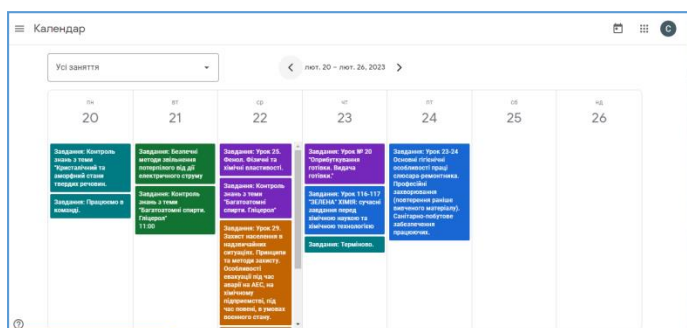 Календар
С
Усі заняття
лют. 20 – лют. 26, 2023
пн
вт
ср
чт
пт
сб
нд
20
21
22
23
24
25
26
Завдання: Контроль
знань з теми
"Кристалічний та
аморфний стани
твердих речовин.
Завдання: Працюємо в
команді.
Завдання: Безпечні
методи звільнення
потерпілого від дії
електричного струму
Завдання: Контроль
знань з теми
"Багатоатомні спирти.
Гліцерол"
11:00
Завдання: Урок 25.
Фенол. Фізичні та
хімічні властивості.
Завдання: Контроль
знань з теми
"Багатоатомні
спирти. Гліцерол"
Завдання: Урок 29.
Захист населення в
надзвичайних
ситуаціях. Принципи
та методи захисту.
Особливості
евакуації під час
аварії на АЕС, на
хімічному
підприємстві, під
час повені, в умовах
воєнного стану.
Завдання: Урок № 20
"Оприбуткування
готівки. Видача
готівки."
Завдання: Урок 116-117
"ЗЕЛЕНА" ХІМІЯ: сучасні
завдання перед
хімічною наукою та
хімічною технологією
Завдання: Терміново.
Завдання: Урок 23-24
Основні гігієнічні
особливості праці
слюсаря-ремонтника.
Професійні
захворювання
(повторення раніше
вивченого матеріалу).
Санітарно-побутове
забезпечення
працюючих.